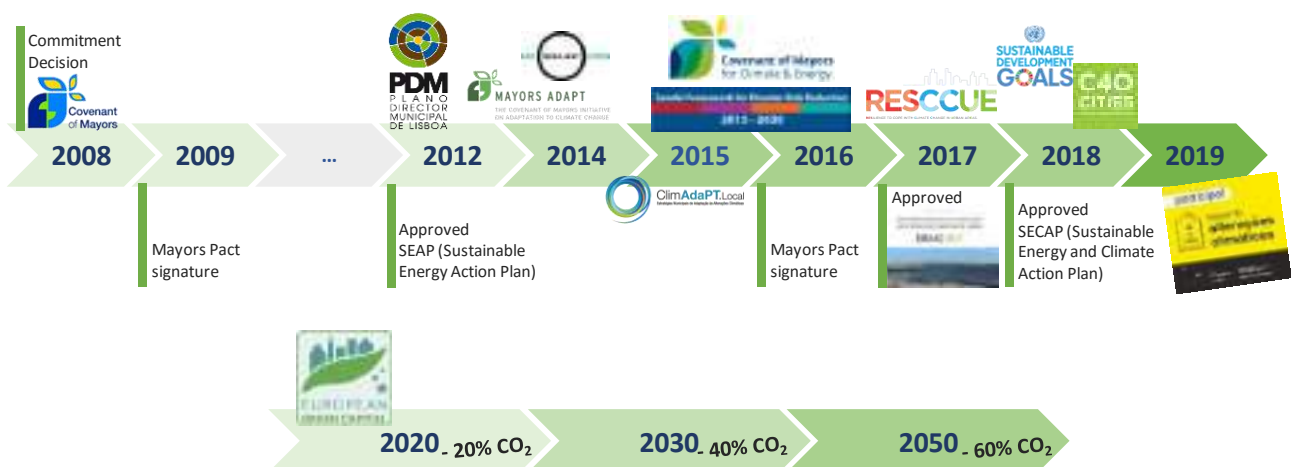 Commitment
Decision
Covenant
of Mayors
PDM
PLANO
DIRECTOR
MUNICIPAL
DE LISBOA
MAYORS ADAPT
THE COVENANT OF MAYORS INITIATIVE
ON ADAPTATION TO CLIMATE CHANGE
Covenant of Mayors
for Climate & Energy
RESCCUE
SUSTAINABLE
DEVELOPMENT
GOALS
C40
CITIES
2008
2009
...
2012
2014
2015
2016
2017
2018
2019
Mayors Pact
signature
Approved
SEAP (Sustainable
Energy Action Plan)
ClimAdaPT.Local
Mayors Pact
signature
Approved
Approved
SECAP (Sustainable
Energy and Climate
Action Plan)
EUROPEAN
GREEN CAPITAL
2020 - 20% CO₂
2030 - 40% CO₂
2050 - 60% CO₂